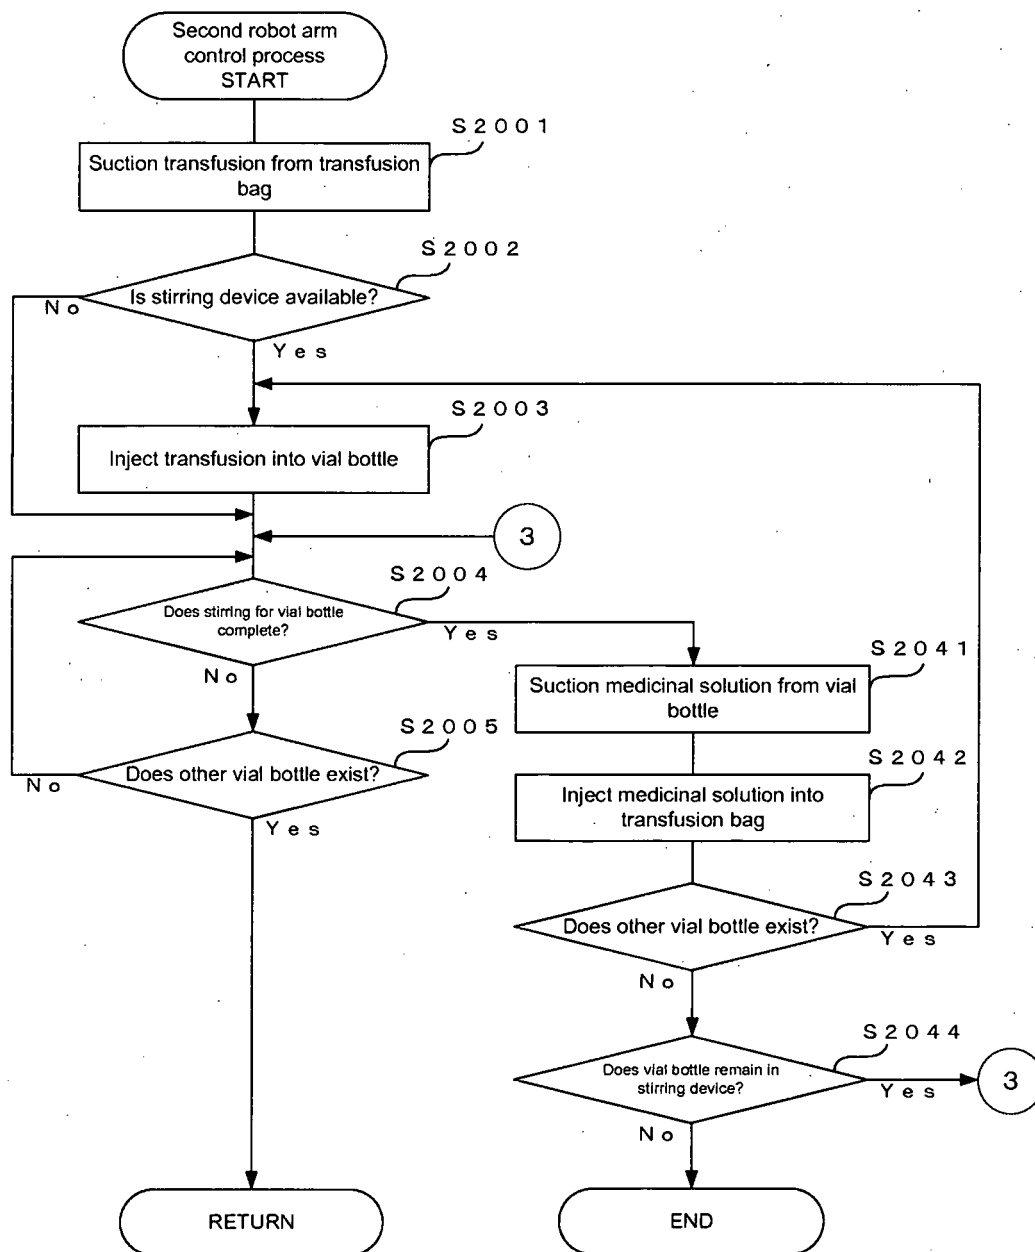 Second robot arm
control process
START
S2001
Suction transfusion from transfusion
bag
S2002
Is stirring device available?
No
Yes
S2003
Inject transfusion into vial bottle
3
S2004
Does stirring for vial bottle
complete?
Yes
No
S2041
Suction medicinal solution from vial
bottle
S2005
Does other vial bottle exist?
No
Yes
S2042
Inject medicinal solution into
transfusion bag
S2043
Does other vial bottle exist?
Yes
No
S2044
Does vial bottle remain in
stirring device?
Yes
3
No
RETURN
END